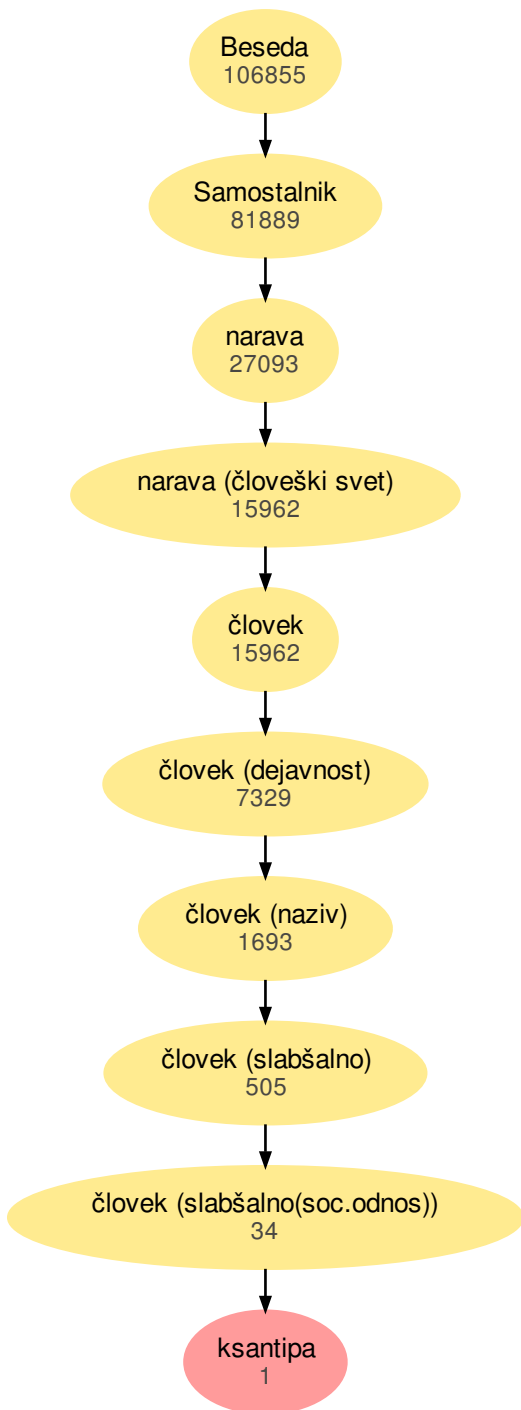 Beseda
106855
Samostalnik
81889
narava
27093
narava (človeški svet)
15962
človek
15962
človek (dejavnost)
7329
človek (naziv)
1693
človek (slabšalno)
505
človek (slabšalno(soc.odnos))
34
ksantipa
1